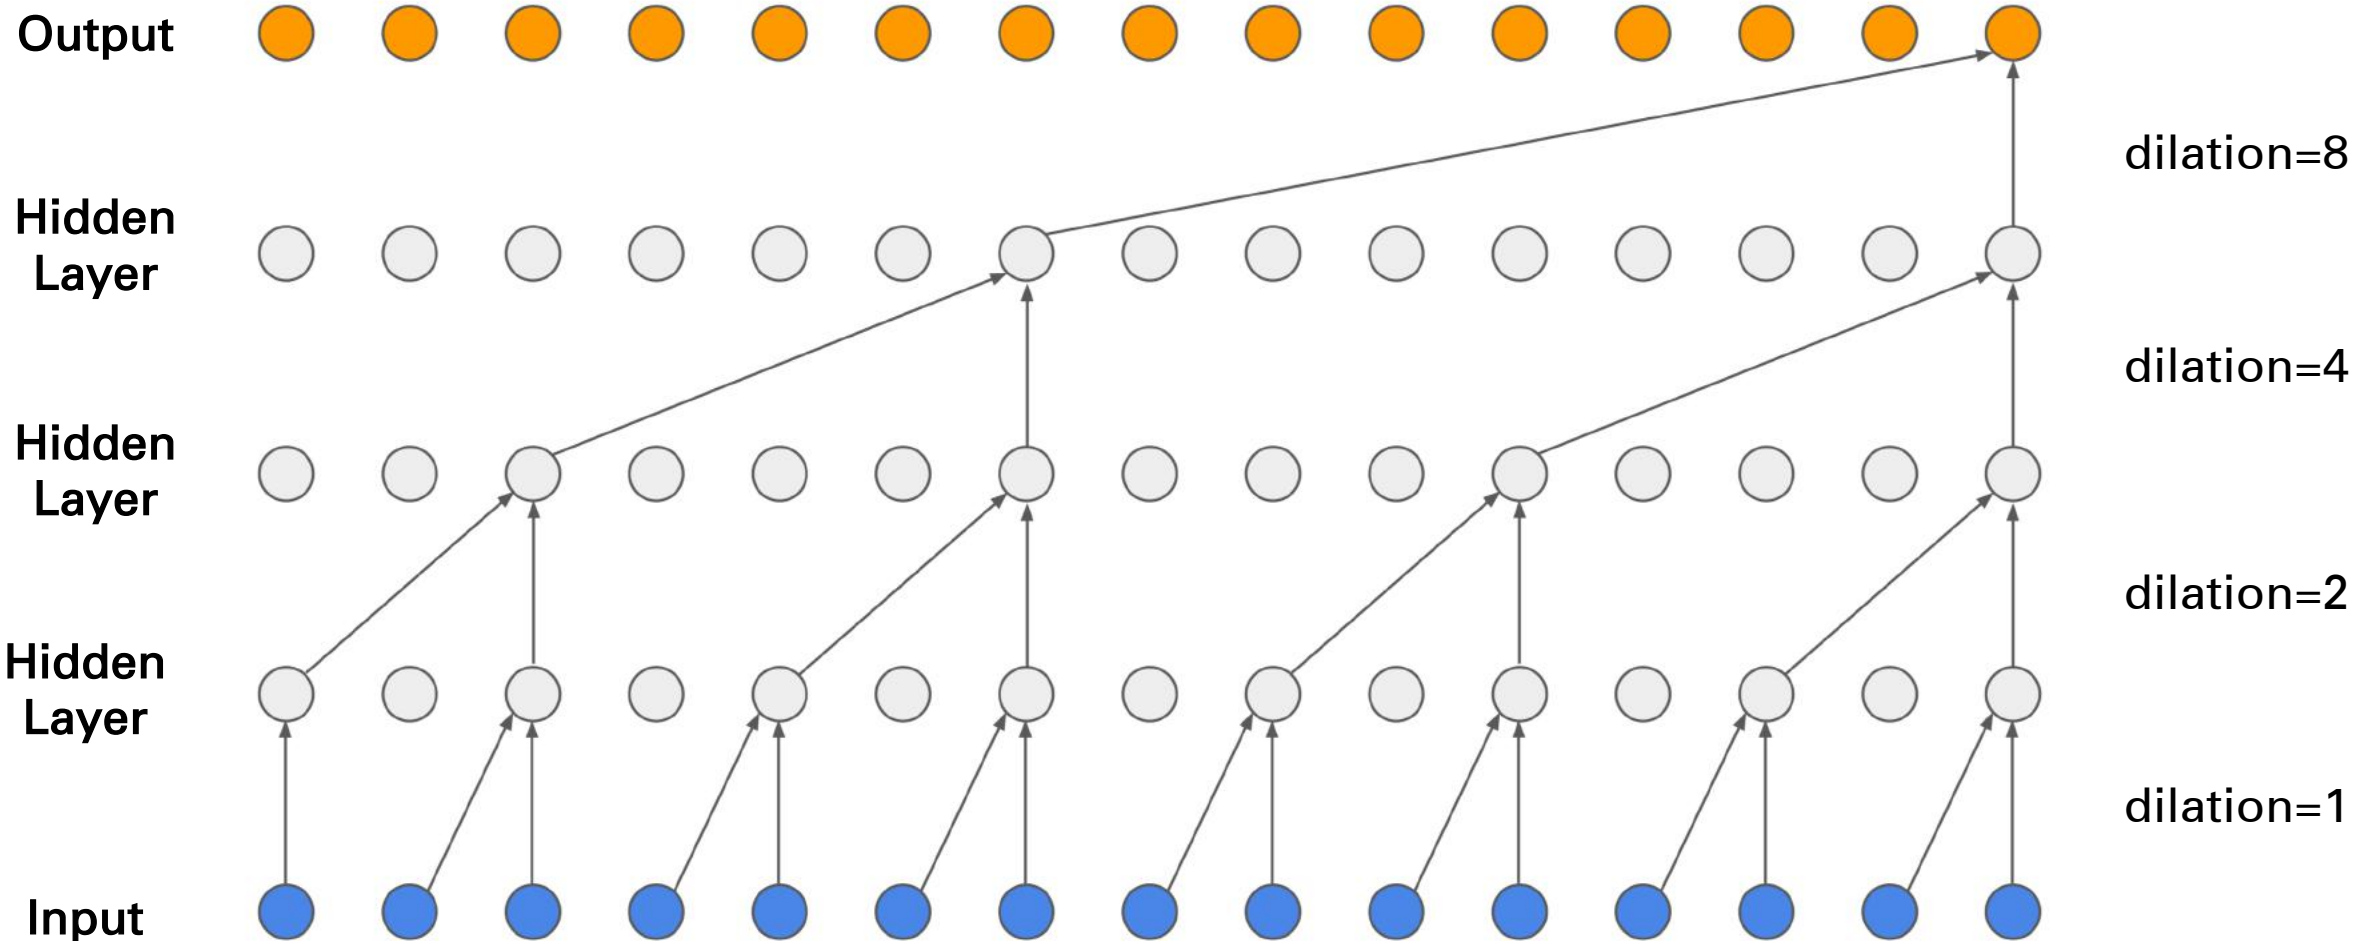 Output
dilation=8
Hidden
Layer
dilation=4
Hidden
Layer
dilation=2
Hidden
Layer
dilation=1
Input